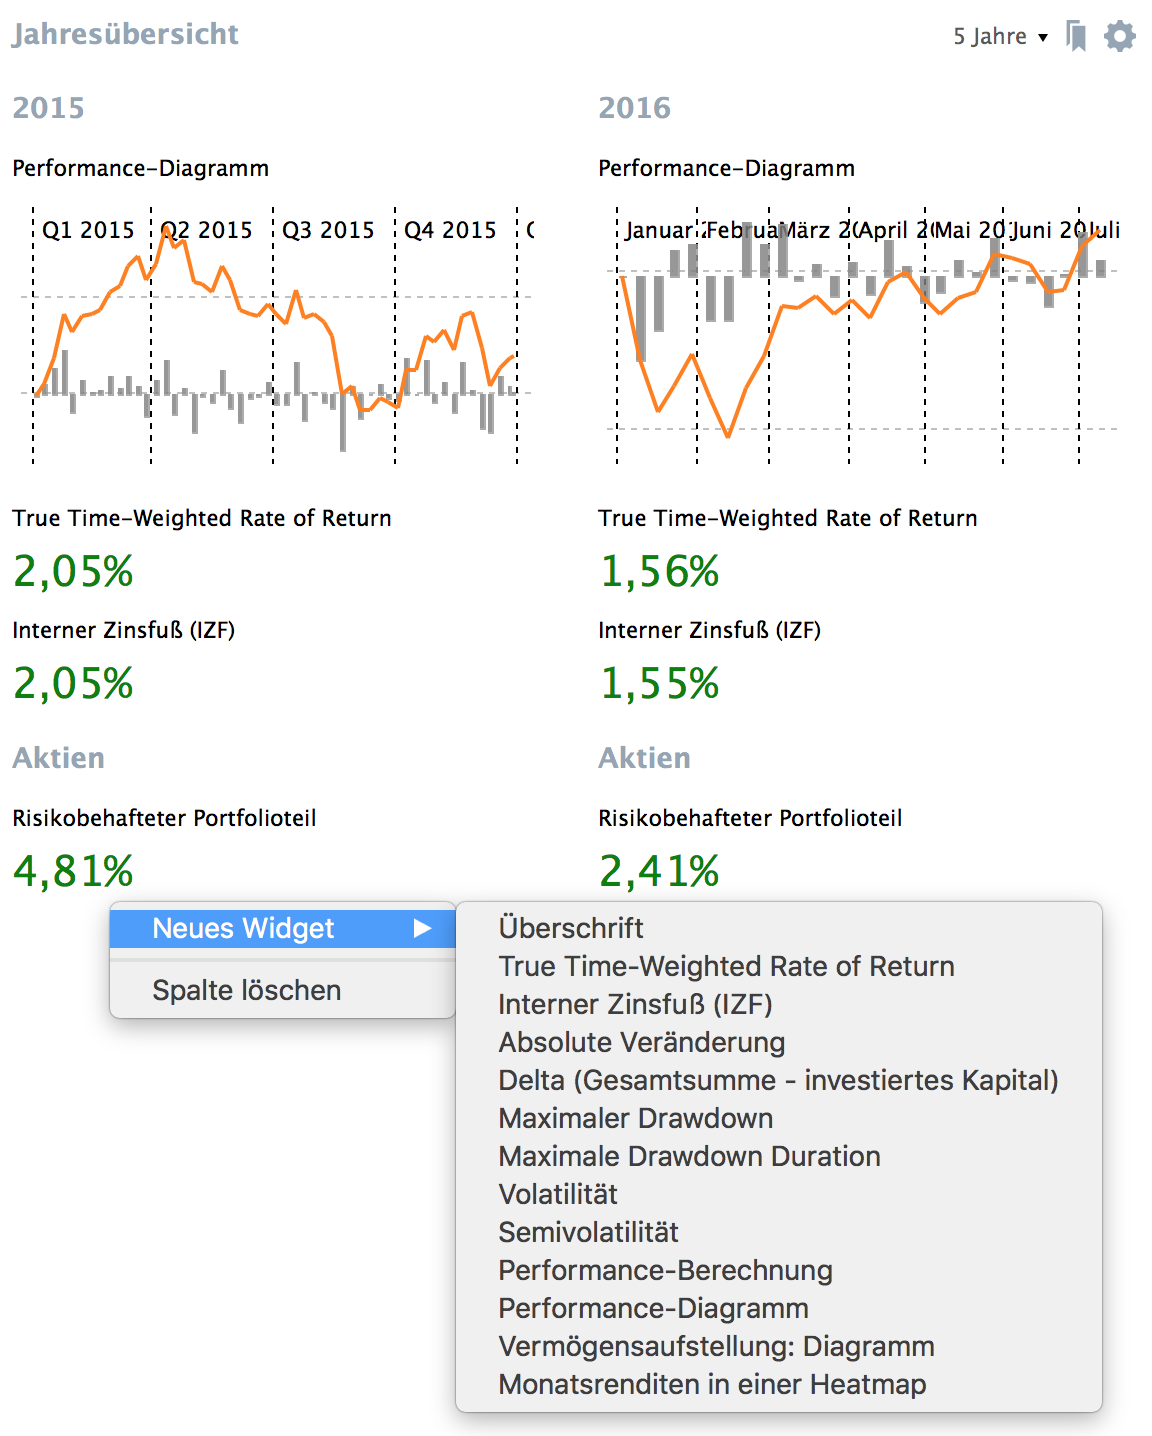 Jahresübersicht
5 Jahre
2015
Performance-Diagramm
Q1 2015 Q2 2015 Q3 2015 Q4 2015
True Time-Weighted Rate of Return
2,05%
Interner Zinsfuß (IZF)
2,05%
Aktien
Risikobehafteter Portfolioteil
4,81%
2016
Performance-Diagramm
Januar Februa März 2 April 20 Mai 20 Juni 20 Juli
True Time-Weighted Rate of Return
1,56%
Interner Zinsfuß (IZF)
1,55%
Aktien
Risikobehafteter Portfolioteil
2,41%
Neues Widget
Spalte löschen
Überschrift
True Time-Weighted Rate of Return
Interner Zinsfuß (IZF)
Absolute Veränderung
Delta (Gesamtsumme - investiertes Kapital)
Maximaler Drawdown
Maximale Drawdown Duration
Volatilität
Semivolatilität
Performance-Berechnung
Performance-Diagramm
Vermögensaufstellung: Diagramm
Monatsrenditen in einer Heatmap